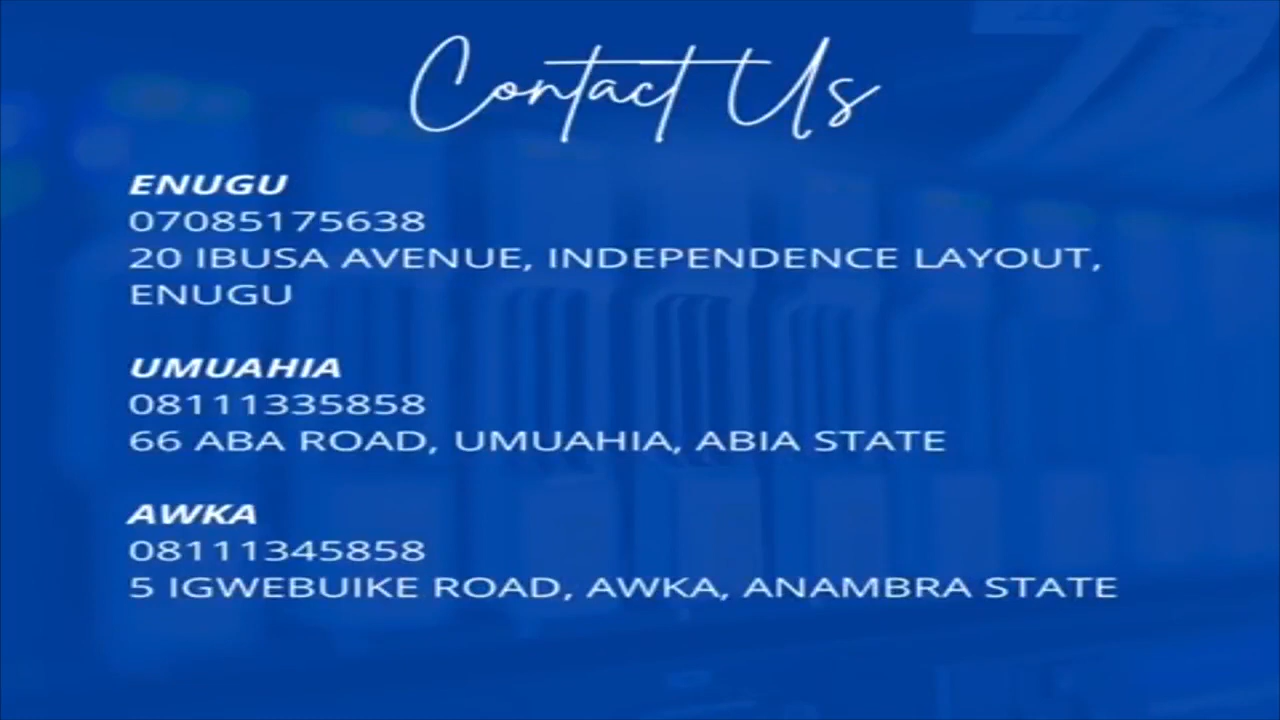 Contact Us
ENUGU
07085175638
20 IBUSA AVENUE, INDEPENDENCE LAYOUT,
ENUGU
UMUAHIA
08111335858
66 ABA ROAD, UMUAHIA, ABIA STATE
AWKA
08111345858
5 IGWEBUIKE ROAD, AWKA, ANAMBRA STATE